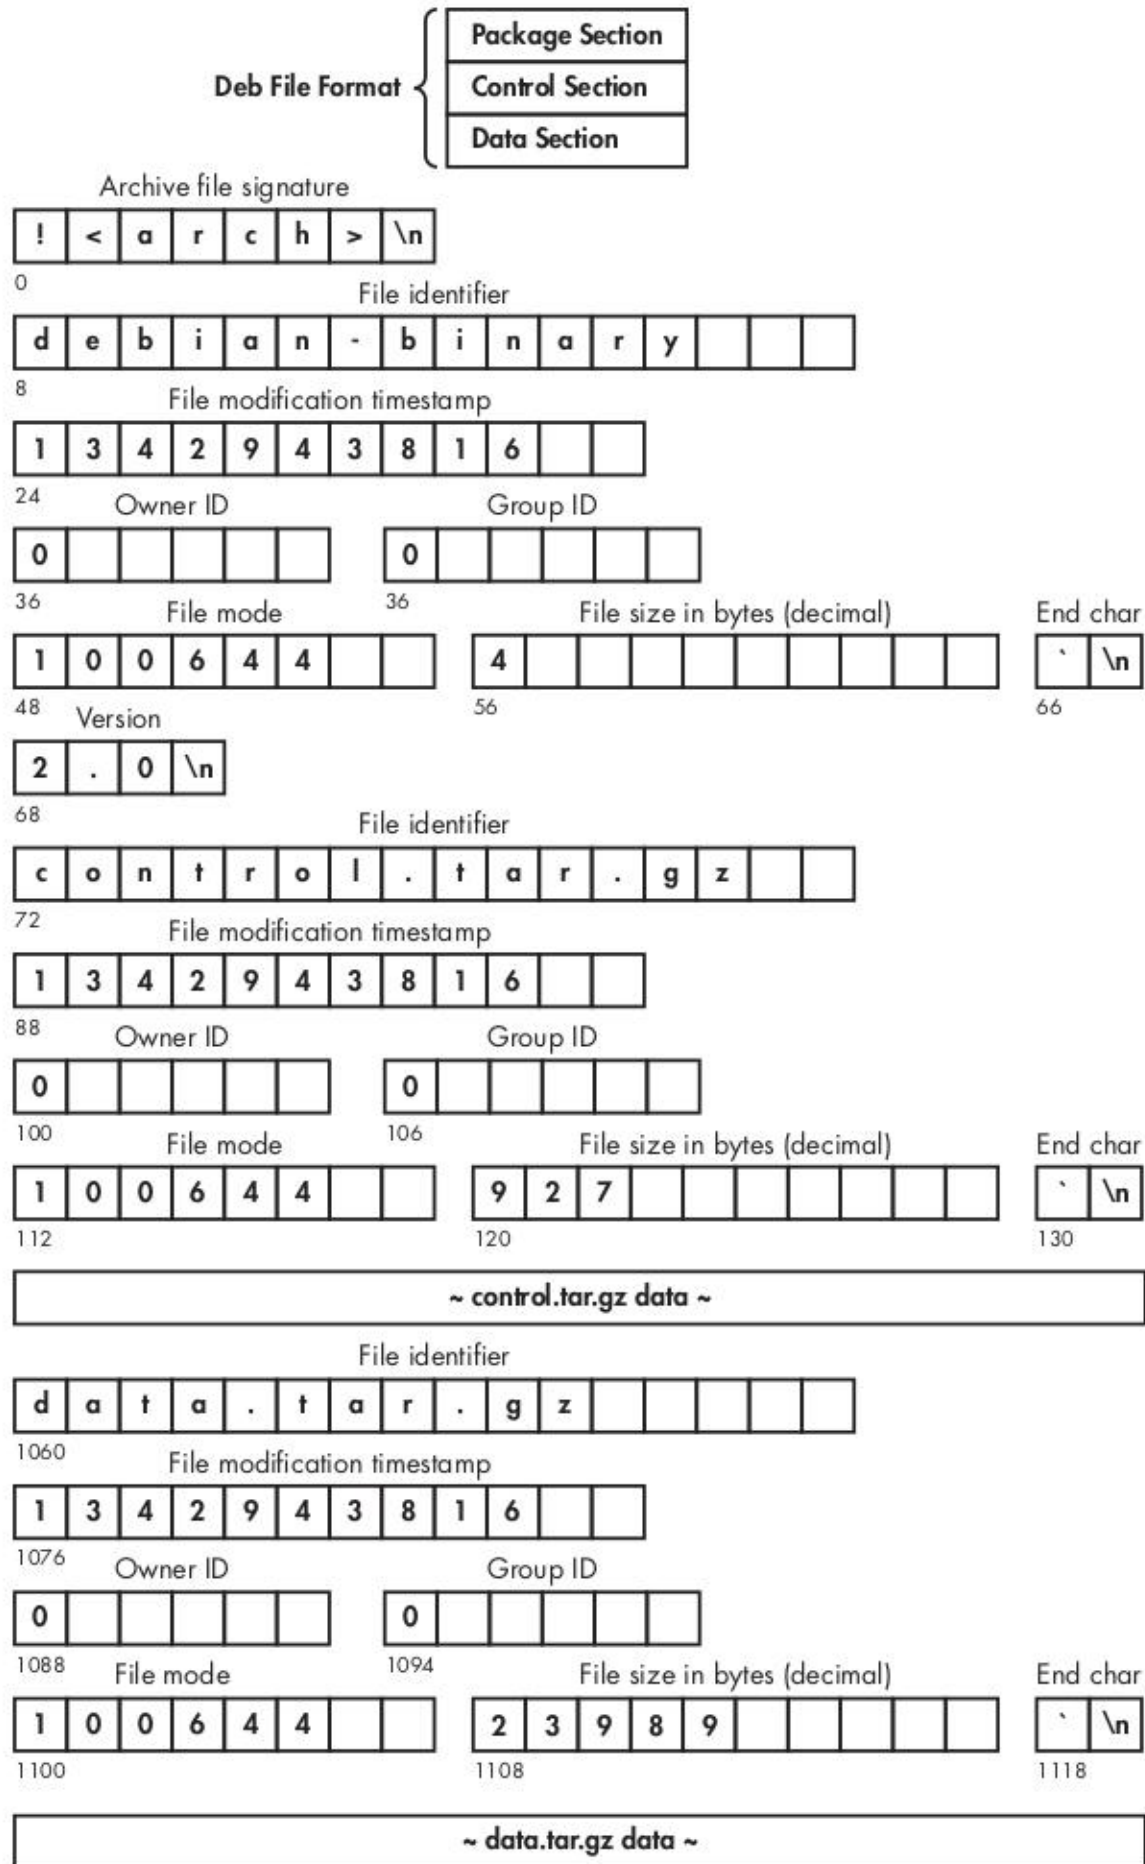 Package Section
Deb File Format
Control Section
Data Section
Archive file signature
! < a r c h > \n
0
File identifier
d e b i a n - b i n a r y
8
File modification timestamp
1 3 4 2 9 4 3 8 1 6
24
Owner ID Group ID
0 0
36 36
File mode File size in bytes (decimal) End char
1 0 0 6 4 4 4 ` \n
48 56 66
Version
2 . 0 \n
68
File identifier
c o n t r o l . t a r . g z
72
File modification timestamp
1 3 4 2 9 4 3 8 1 6
88
Owner ID Group ID
0 0
100 106
File mode File size in bytes (decimal) End char
1 0 0 6 4 4 9 2 7 ` \n
112 120 130
~ control.tar.gz data ~
File identifier
d a t a . t a r . g z
1060
File modification timestamp
1 3 4 2 9 4 3 8 1 6
1076
Owner ID Group ID
0 0
1088 1094
File mode File size in bytes (decimal) End char
1 0 0 6 4 4 2 3 9 8 9 ` \n
1100 1108 1118
~ data.tar.gz data ~